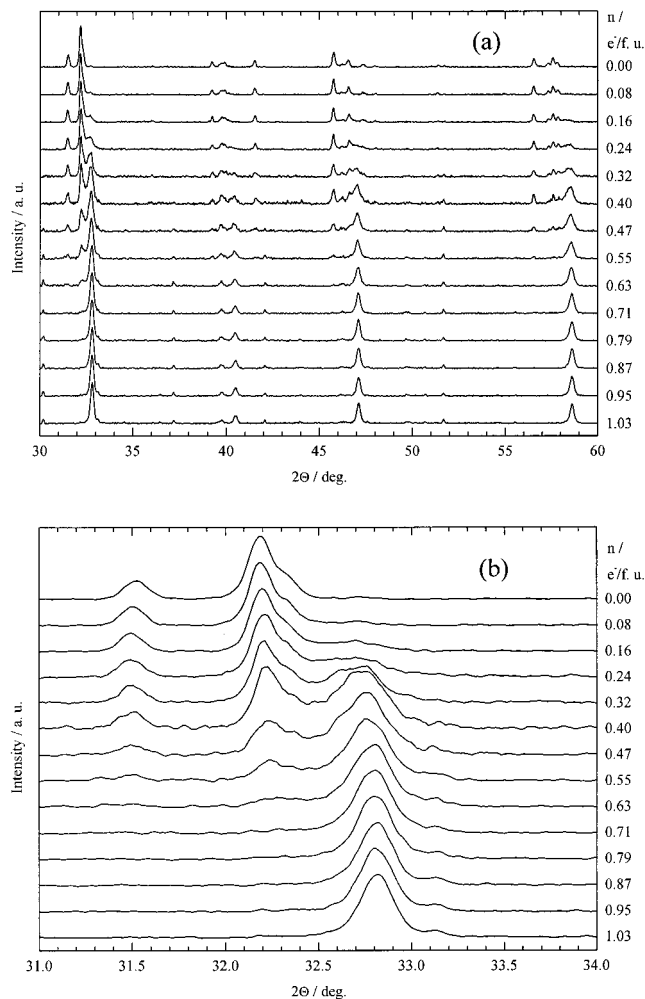 (a)
n /
e⁻/f. u.
0.00
0.08
0.16
0.24
0.32
0.40
0.47
0.55
0.63
0.71
0.79
0.87
0.95
1.03
Intensity / a. u.
30 35 40 45 50 55 60
2Θ / deg.
(b)
n /
e⁻/f. u.
0.00
0.08
0.16
0.24
0.32
0.40
0.47
0.55
0.63
0.71
0.79
0.87
0.95
1.03
Intensity / a. u.
31.0 31.5 32.0 32.5 33.0 33.5 34.0
2Θ / deg.